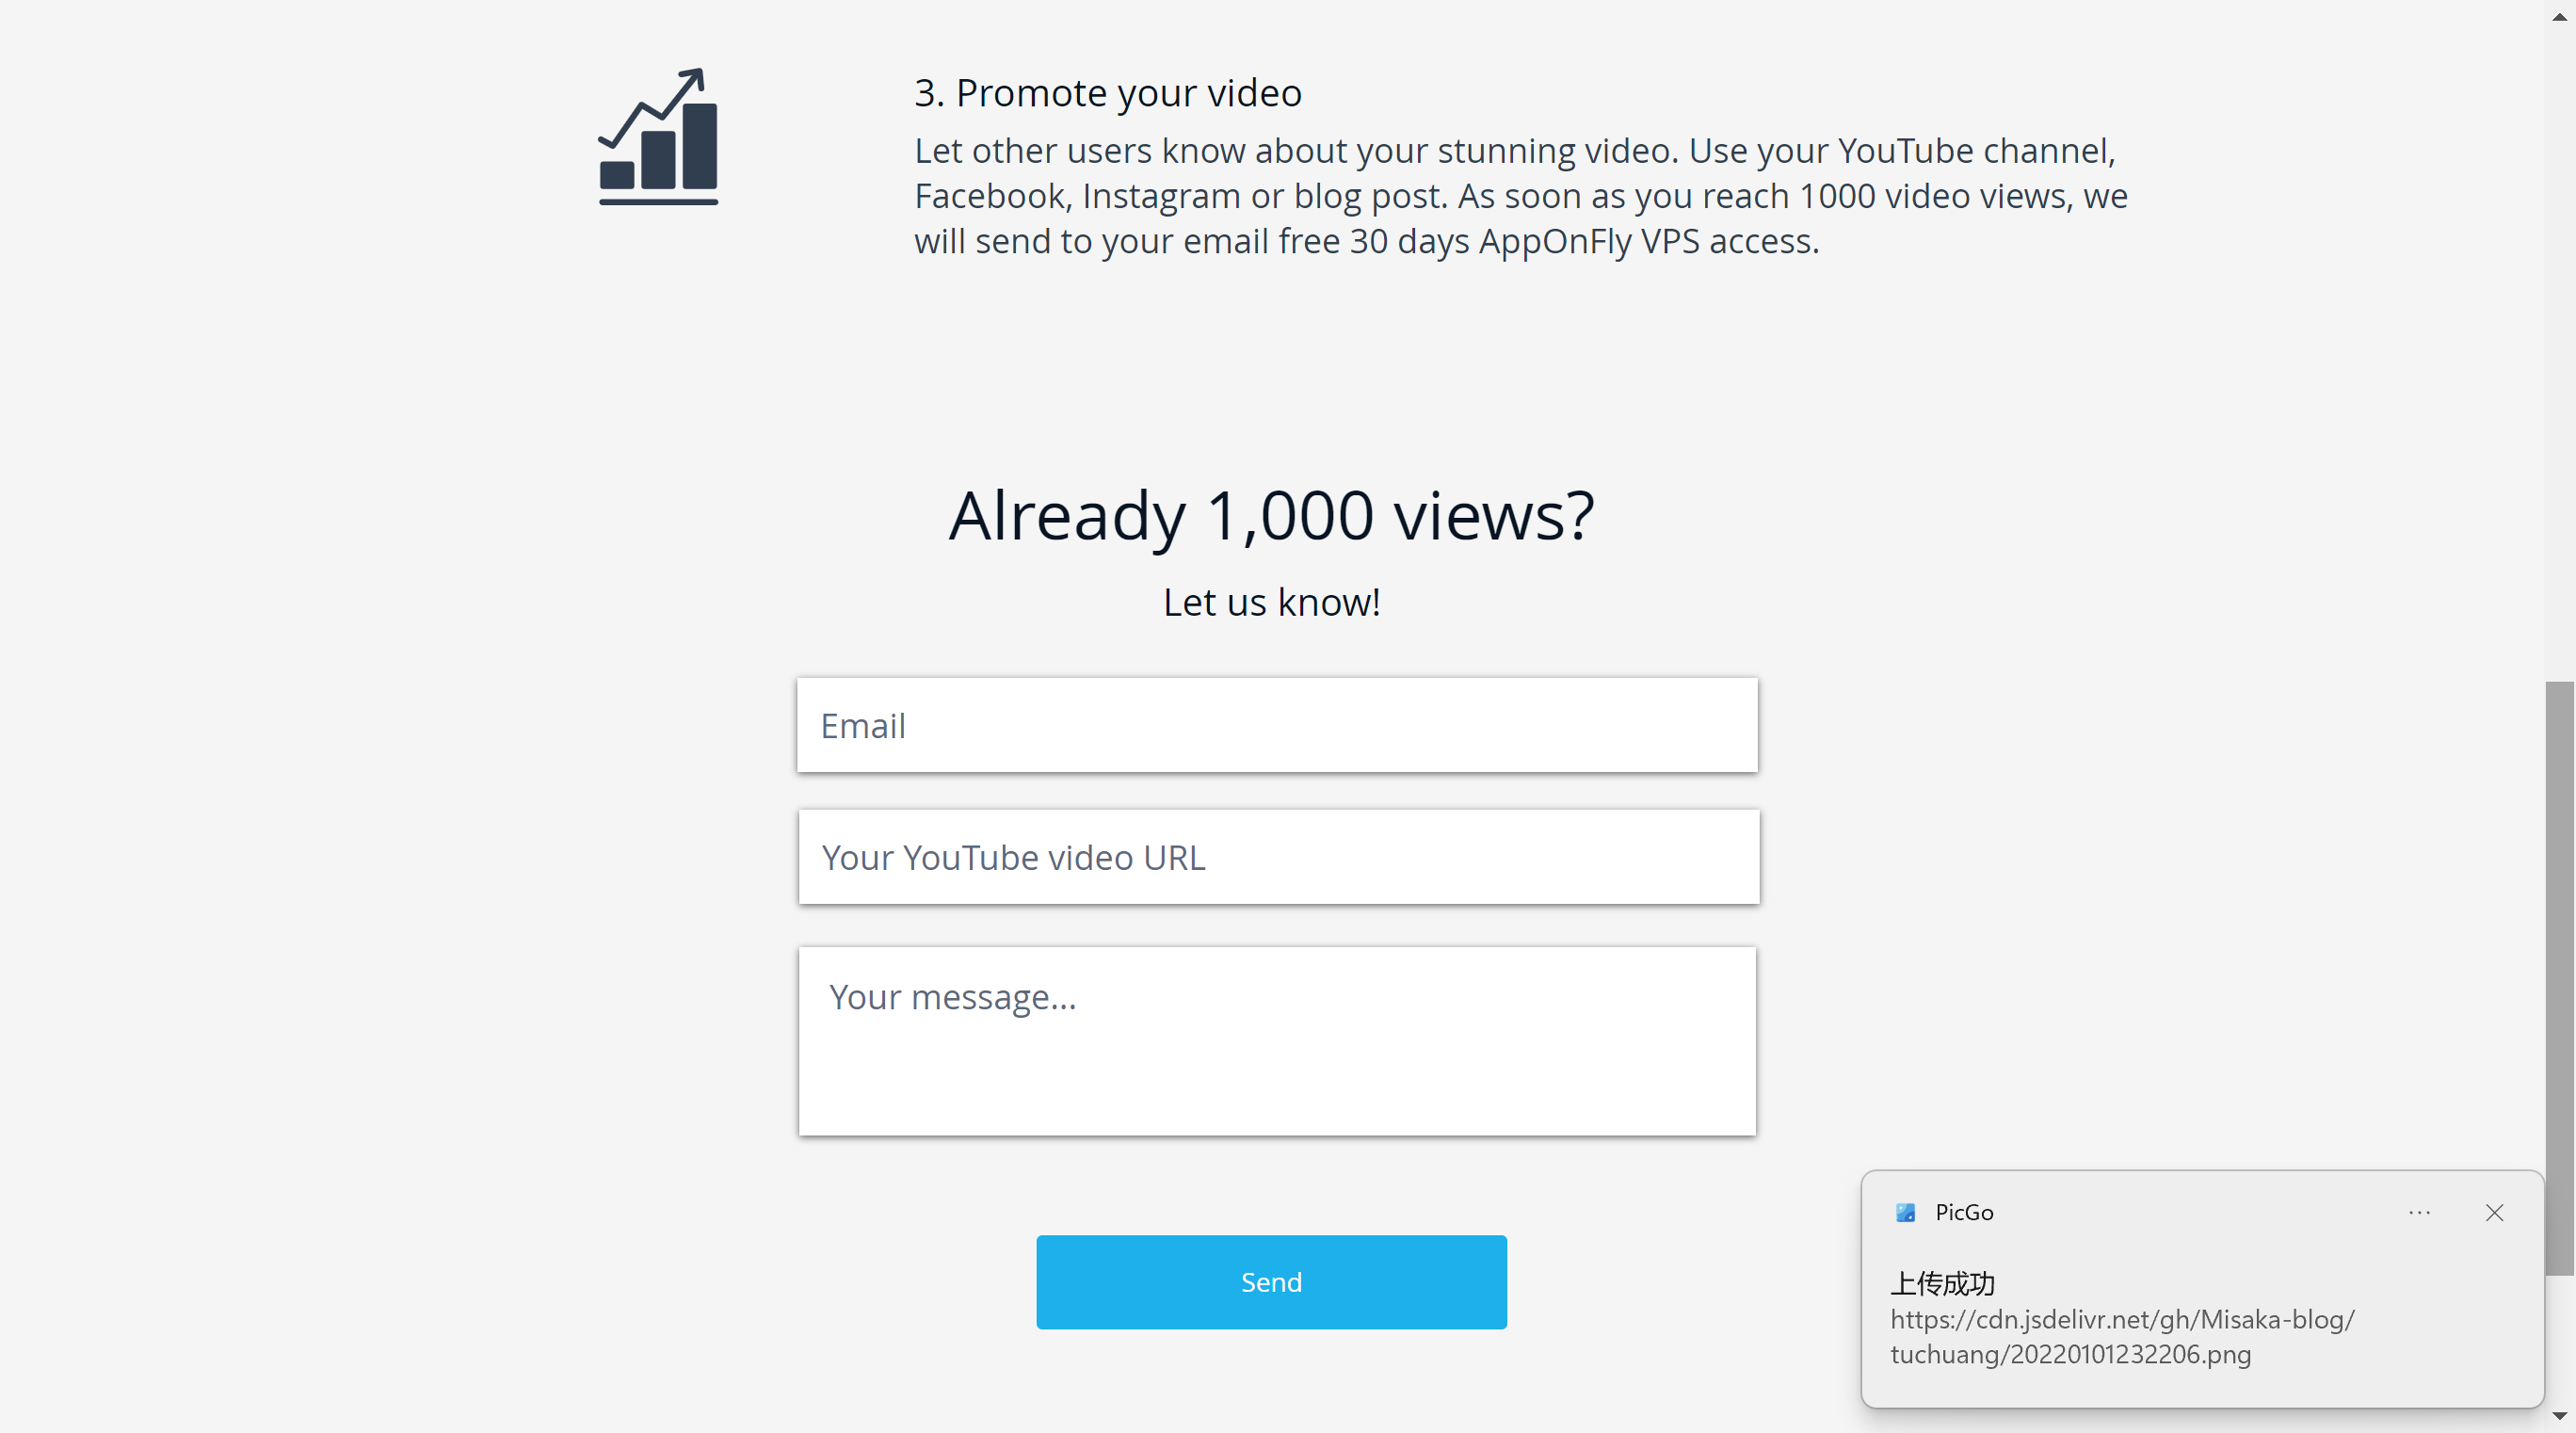 3. Promote your video
Let other users know about your stunning video. Use your YouTube channel,
Facebook, Instagram or blog post. As soon as you reach 1000 video views, we
will send to your email free 30 days AppOnFly VPS access.
Already 1,000 views?
Let us know!
Email
Your YouTube video URL
Your message...
Send
PicGo
上传成功
https://cdn.jsdelivr.net/gh/Misaka-blog/
tuchuang/20220101232206.png